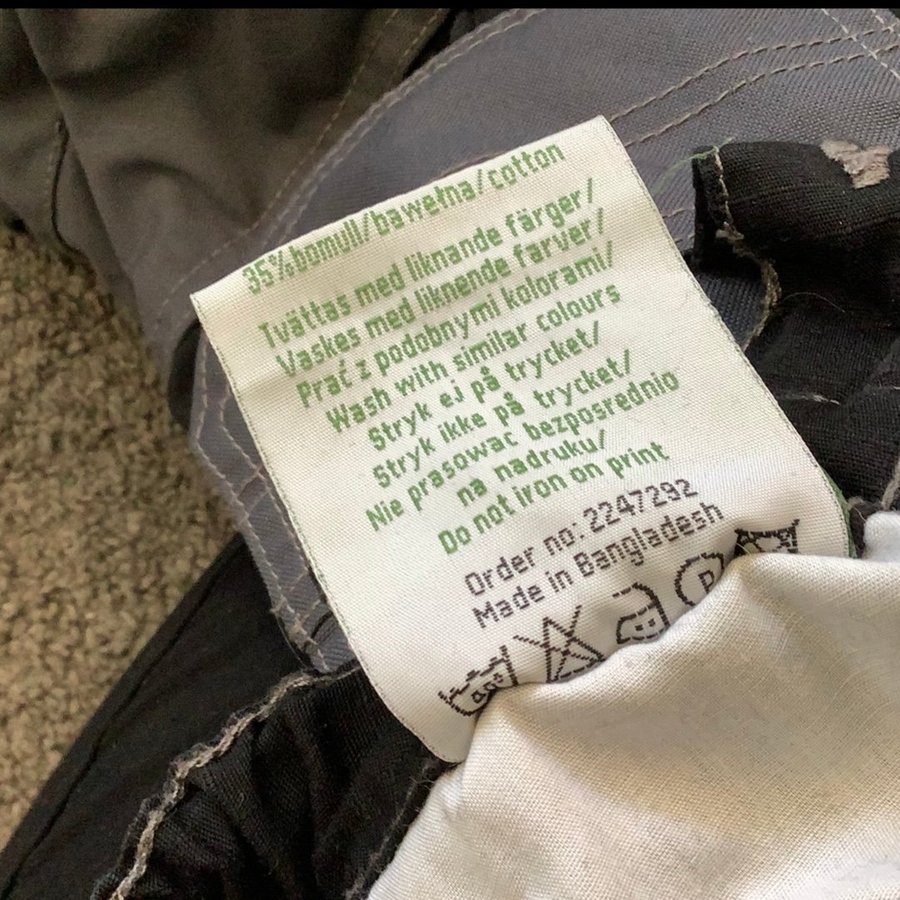 35%bomull/bawełna/cotton
Tvättas med liknande färger/
Vaskes med liknende farver/
Prać z podobnymi kolorami/
Wash with similar colours
Stryk ej på trycket/
Stryk ikke på trycket/
Nie prasowac bezposrednio
na nadruku/
Do not iron on print
Order no: 2247292
Made in Bangladesh
P